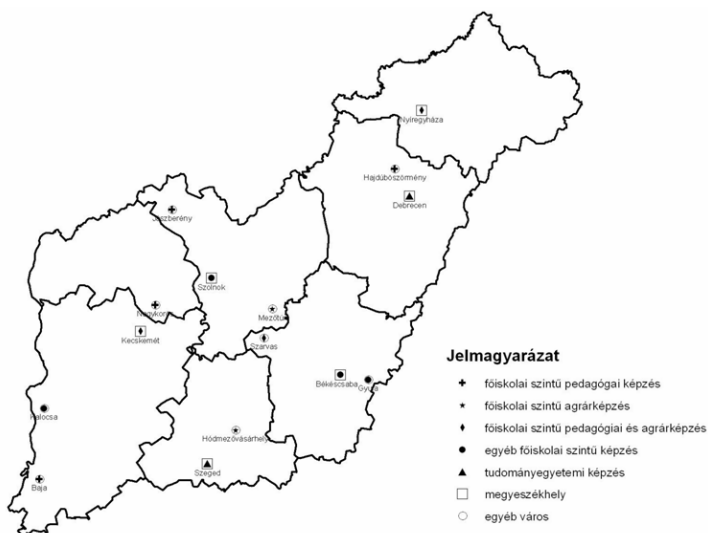 Nyíregyháza
Hajdúböszörmény
Debrecen
Jászberény
Szolnok
Nagykőrös
Mezőtúr
Kecskemét
Szarvas
Békéscsaba
Gyula
Kalocsa
Hódmezővásárhely
Szeged
Baja
Jelmagyarázat
főiskolai szintű pedagógai képzés
főiskolai szintű agrárképzés
főiskolai szintű pedagógiai és agrárképzés
egyéb főiskolai szintű képzés
tudományegyetemi képzés
megyeszékhely
egyéb város